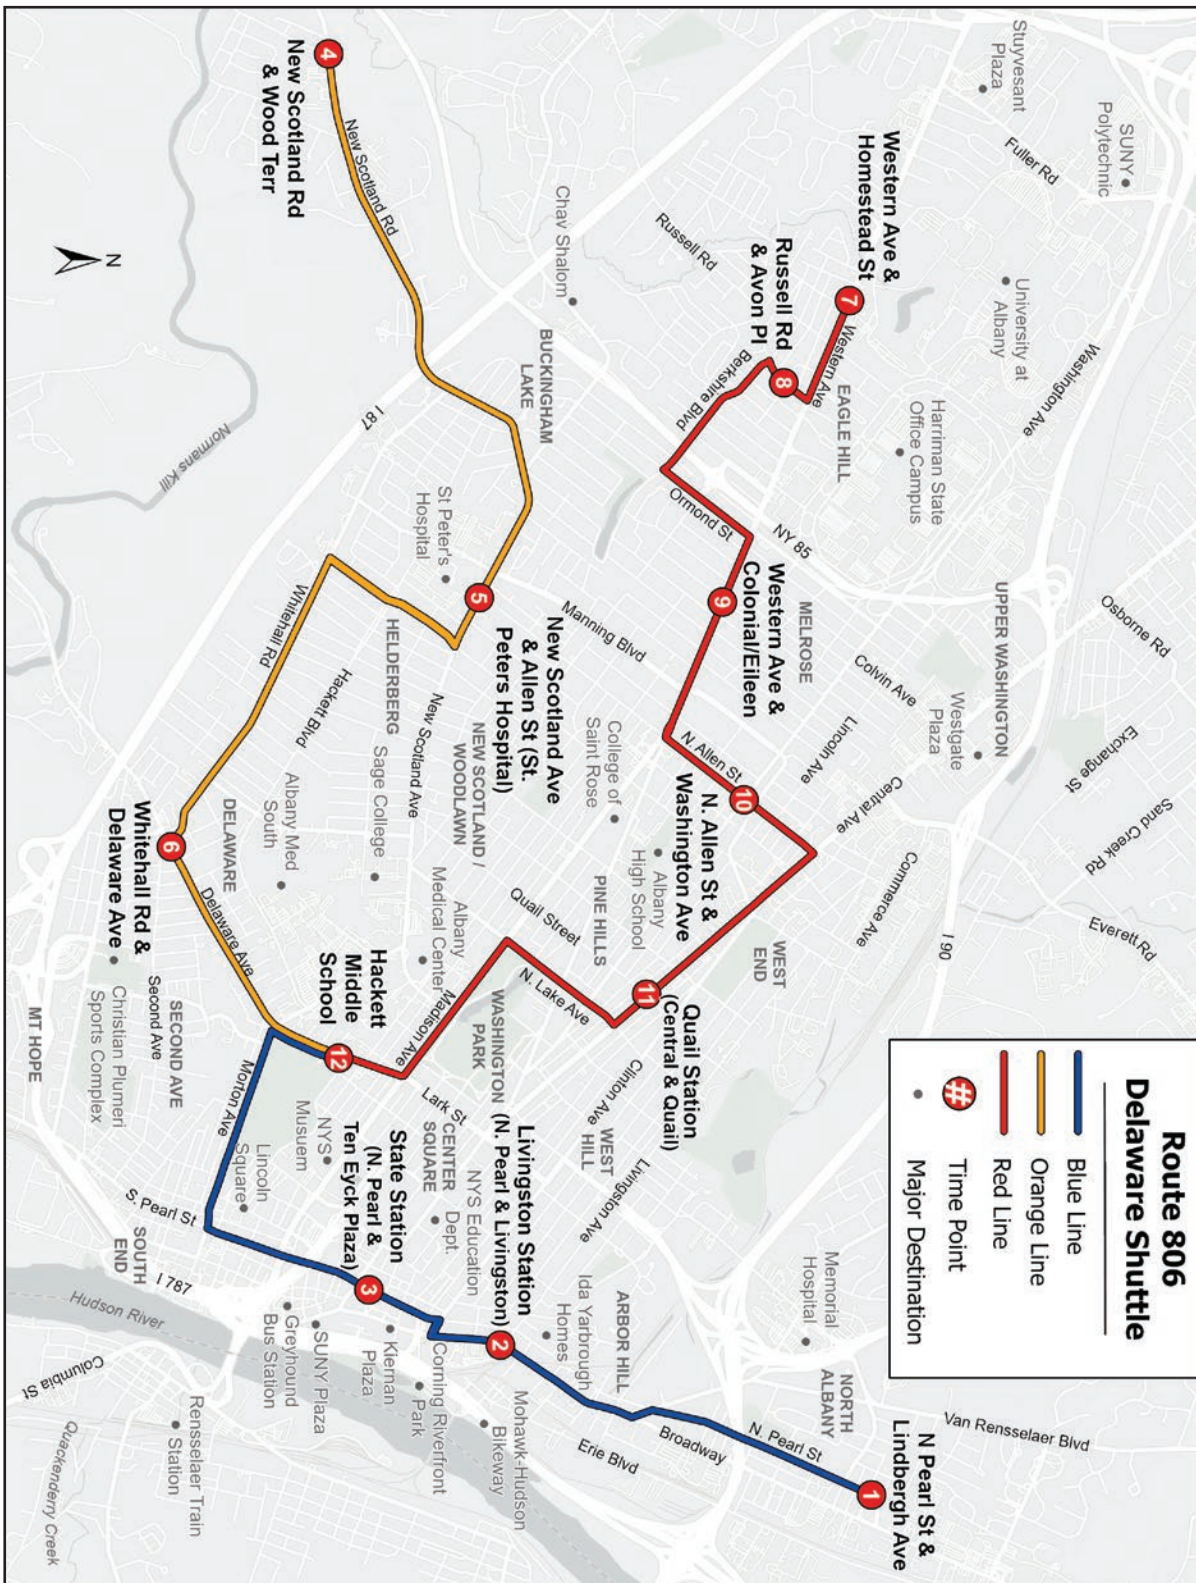 Route 806
Delaware Shuttle
Blue Line
Orange Line
Red Line
#
Time Point
Major Destination
1
N Pearl St &
Lindbergh Ave
2
Livingston Station
(N. Pearl & Livingston)
3
State Station
(N. Pearl &
Ten Eyck Plaza)
4
New Scotland Rd
& Wood Terr
5
New Scotland Ave
& Allen St (St.
Peters Hospital)
6
Whitehall Rd &
Delaware Ave
7
Western Ave &
Homestead St
8
Russell Rd
& Avon Pl
9
Western Ave &
Colonial/Eileen
10
N. Allen St &
Washington Ave
11
Quail Station
(Central & Quail)
12
Hackett
Middle
School
Stuyvesant
Plaza
SUNY
Polytechnic
Fuller Rd
University at
Albany
Washington Ave
Harriman State
Office Campus
EAGLE HILL
Western Ave
Russell Rd
Berkshire Blvd
Ormond St
NY 85
MELROSE
UPPER WASHINGTON
Osborne Rd
Colvin Ave
Westgate
Plaza
Exchange St
Sand Creek Rd
Everett Rd
Lincoln Ave
Central Ave
Commerce Ave
I 90
N. Allen St
Manning Blvd
Chav Shalom
BUCKINGHAM
LAKE
New Scotland Rd
I 87
Normans Kill
N
St Peter's
Hospital
Whitehall Rd
HELDERBERG
Hackett Blvd
New Scotland Ave
NEW SCOTLAND /
WOODLAWN
College of
Saint Rose
Albany
High School
PINE HILLS
WEST
END
Quail Street
N. Lake Ave
Sage College
Albany Med
South
DELAWARE
Albany
Medical Center
Madison Ave
WASHINGTON
PARK
Delaware Ave
Second Ave
SECOND AVE
Christian Plumeri
Sports Complex
MT HOPE
Morton Ave
Lark St
Clinton Ave
WEST
HILL
Livingston Ave
CENTER
SQUARE
NYS Education
Dept.
NYS
Musuem
Lincoln
Square
S. Pearl St
SOUTH
END
I 787
Hudson River
Columbia St
Greyhound
Bus Station
SUNY Plaza
Kiernan
Plaza
Corning Riverfront
Park
Mohawk-Hudson
Bikeway
Ida Yarbrough
Homes
ARBOR HILL
Memorial
Hospital
NORTH
ALBANY
Van Rensselaer Blvd
N. Pearl St
Broadway
Erie Blvd
Rensselaer Train
Station
Quackenderry Creek